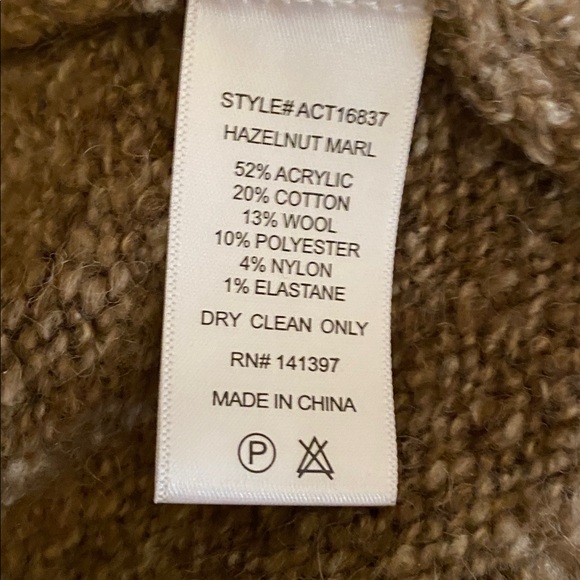 STYLE# ACT16837
HAZELNUT MARL
52% ACRYLIC
20% COTTON
13% WOOL
10% POLYESTER
4% NYLON
1% ELASTANE
DRY CLEAN ONLY
RN# 141397
MADE IN CHINA
P